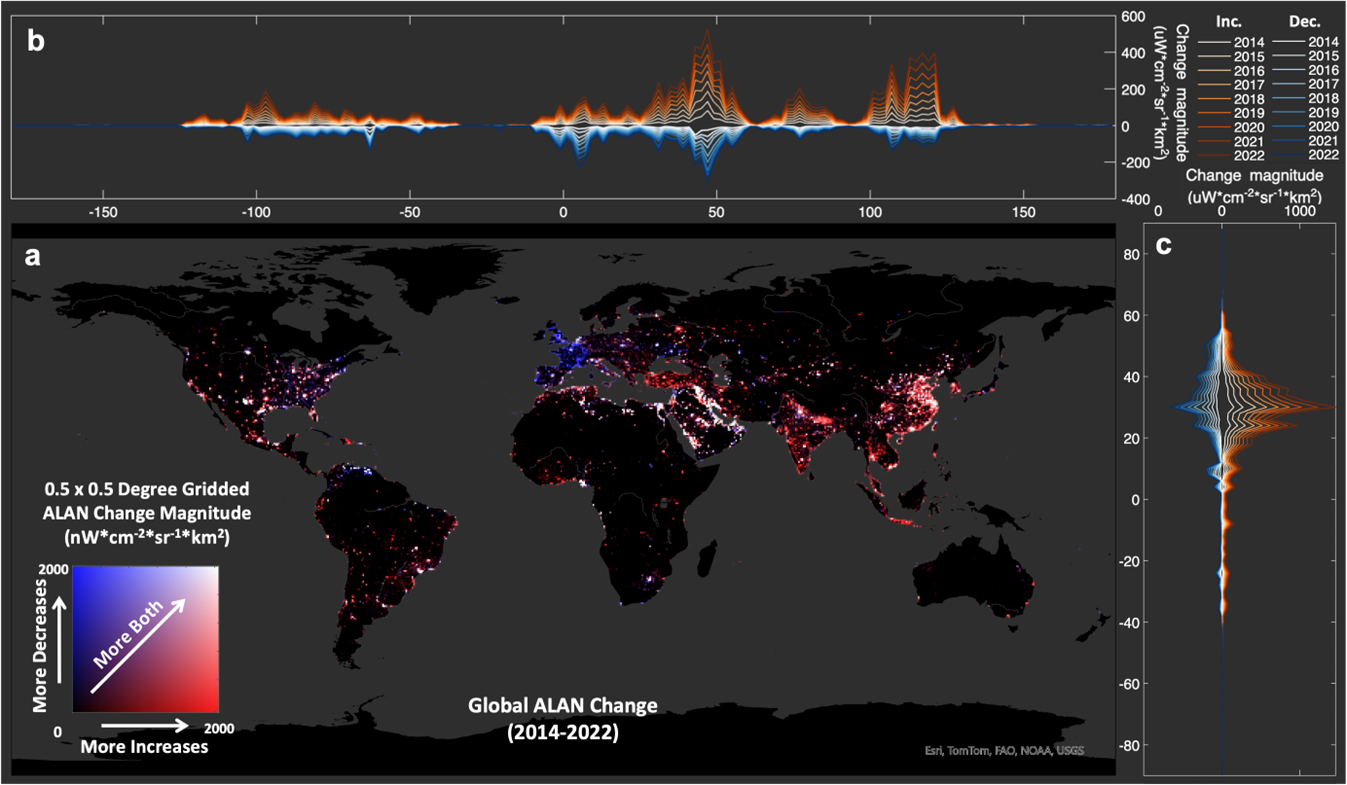 b
600
400
200
0
-200
-400
Change magnitude
(uW*cm-2*sr-1*km2)
-150
-100
-50
0
50
100
150
Inc.
Dec.
2014
2014
2015
2015
2016
2016
2017
2017
2018
2018
2019
2019
2020
2020
2021
2021
2022
2022
Change magnitude
(uW*cm-2*sr-1*km2)
0
0
1000
a
0.5 x 0.5 Degree Gridded
ALAN Change Magnitude
(nW*cm-2*sr-1*km2)
2000
More Decreases
More Both
0
2000
More Increases
Global ALAN Change
(2014-2022)
Esri, TomTom, FAO, NOAA, USGS
c
80
60
40
20
0
-20
-40
-60
-80